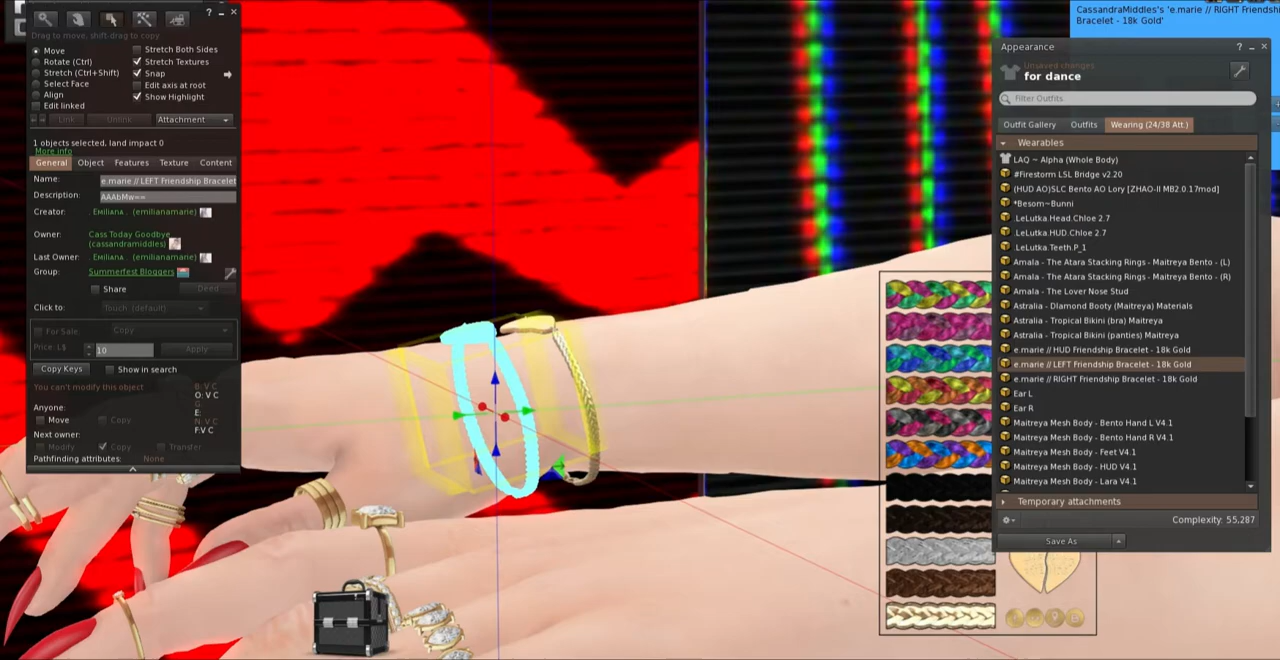 Drag to move, shift-drag to copy
Move
Rotate (Ctrl)
Stretch (Ctrl+Shift)
Select Face
Align
Edit linked
Stretch Both Sides
Stretch Textures
Snap
Edit axis at root
Show Highlight
Link
Unlink
Attachment
1 objects selected, land impact 0
More info
General Object Features Texture Content
Name: e.marie // LEFT Friendship Bracelet
Description: AAAbMw==
Creator: . Emiliana . (emilianamarie)
Owner: Cass Today Goodbye
(cassandramiddles)
Last Owner: . Emiliana . (emilianamarie)
Group: Summerfest Bloggers
Share
Deed
Click to: Touch (default)
For Sale: Copy
Price: L$ 10 Apply
Copy Keys Show in search
You can't modify this object
B: V C
O: V C
G:
E:
N: V C
F:V C
Anyone:
Move Copy
Next owner:
Modify Copy Transfer
Pathfinding attributes: None
CassandraMiddles's 'e.marie // RIGHT Friendshi
Bracelet - 18k Gold'
Appearance
? _ ×
Unsaved changes
for dance
Filter Outfits
Outfit Gallery Outfits Wearing (24/38 Att.)
Wearables
LAQ ~ Alpha (Whole Body)
#Firestorm LSL Bridge v2.20
(HUD AO)SLC Bento AO Lory [ZHAO-II MB2.0.17mod]
*Besom~Bunni
.LeLutka.Head.Chloe 2.7
.LeLutka.HUD.Chloe 2.7
.LeLutka.Teeth.P_1
Amala - The Atara Stacking Rings - Maitreya Bento - (L)
Amala - The Atara Stacking Rings - Maitreya Bento - (R)
Amala - The Lover Nose Stud
Astralia - DIamond Booty (Maitreya) Materials
Astralia - Tropical Bikini (bra) Maitreya
Astralia - Tropical Bikini (panties) Maitreya
e.marie // HUD Friendship Bracelet - 18k Gold
e.marie // LEFT Friendship Bracelet - 18k Gold
e.marie // RIGHT Friendship Bracelet - 18k Gold
Ear L
Ear R
Maitreya Mesh Body - Bento Hand L V4.1
Maitreya Mesh Body - Bento Hand R V4.1
Maitreya Mesh Body - Feet V4.1
Maitreya Mesh Body - HUD V4.1
Maitreya Mesh Body - Lara V4.1
Temporary attachments
Complexity: 55,287
Save As